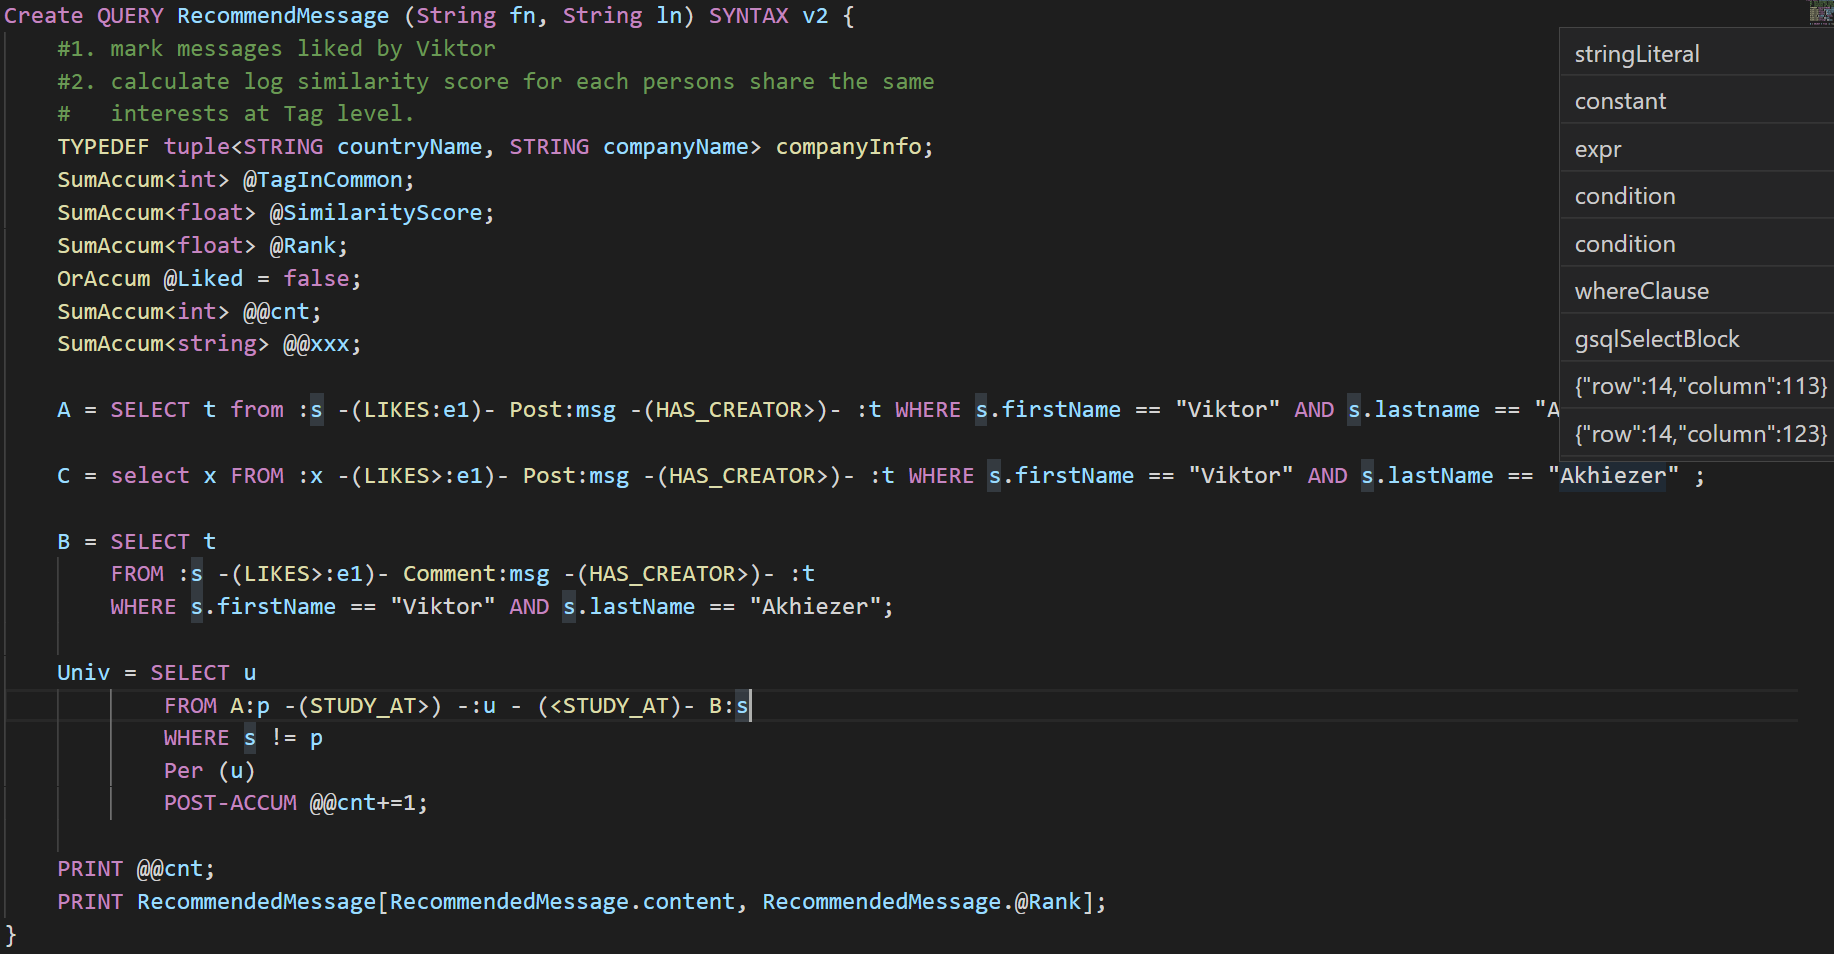 Create QUERY RecommendMessage (String fn, String ln) SYNTAX v2 {
#1. mark messages liked by Viktor
#2. calculate log similarity score for each persons share the same
#   interests at Tag level.
TYPEDEF tuple<STRING countryName, STRING companyName> companyInfo;
SumAccum<int> @TagInCommon;
SumAccum<float> @SimilarityScore;
SumAccum<float> @Rank;
OrAccum @Liked = false;
SumAccum<int> @@cnt;
SumAccum<string> @@xxx;
A = SELECT t from :s -(LIKES:e1)- Post:msg -(HAS_CREATOR>)- :t WHERE s.firstName == "Viktor" AND s.lastname == "A
C = select x FROM :x -(LIKES>:e1)- Post:msg -(HAS_CREATOR>)- :t WHERE s.firstName == "Viktor" AND s.lastName == "Akhiezer" ;
B = SELECT t
FROM :s -(LIKES>:e1)- Comment:msg -(HAS_CREATOR>)- :t
WHERE s.firstName == "Viktor" AND s.lastName == "Akhiezer";
Univ = SELECT u
FROM A:p -(STUDY_AT>) -:u - (<STUDY_AT)- B:s
WHERE s != p
Per (u)
POST-ACCUM @@cnt+=1;
PRINT @@cnt;
PRINT RecommendedMessage[RecommendedMessage.content, RecommendedMessage.@Rank];
}
stringLiteral
constant
expr
condition
condition
whereClause
gsqlSelectBlock
{"row":14,"column":113}
{"row":14,"column":123}